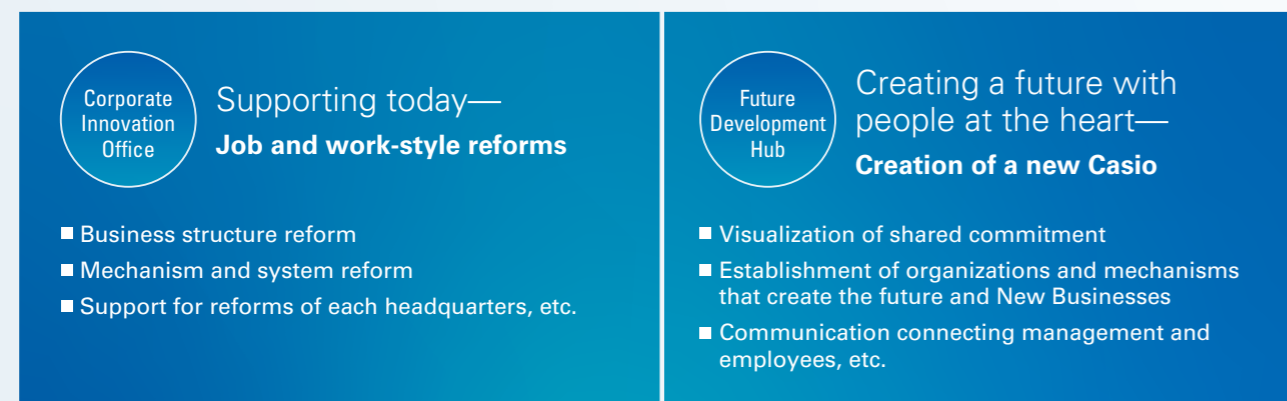 Corporate
Innovation
Office
Supporting today—
Job and work-style reforms
■ Business structure reform
■ Mechanism and system reform
■ Support for reforms of each headquarters, etc.
Future
Development
Hub
Creating a future with
people at the heart—
Creation of a new Casio
■ Visualization of shared commitment
■ Establishment of organizations and mechanisms
that create the future and New Businesses
■ Communication connecting management and
employees, etc.